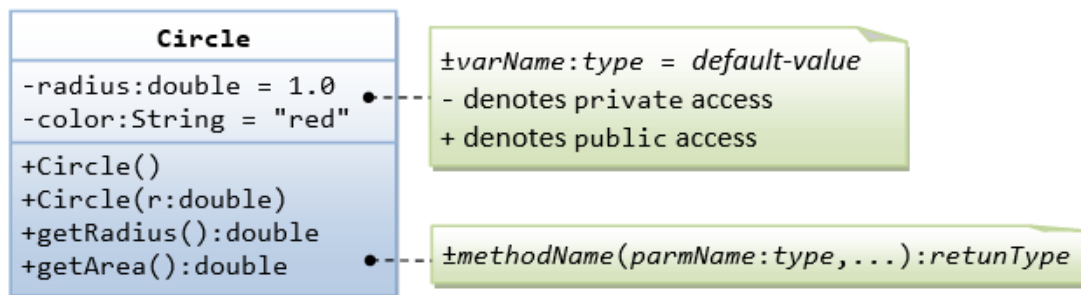 Circle
-radius:double = 1.0
-color:String = "red"
+Circle()
+Circle(r:double)
+getRadius():double
+getArea():double
±varName:type = default-value
- denotes private access
+ denotes public access
±methodName(parmName:type,...):retunType